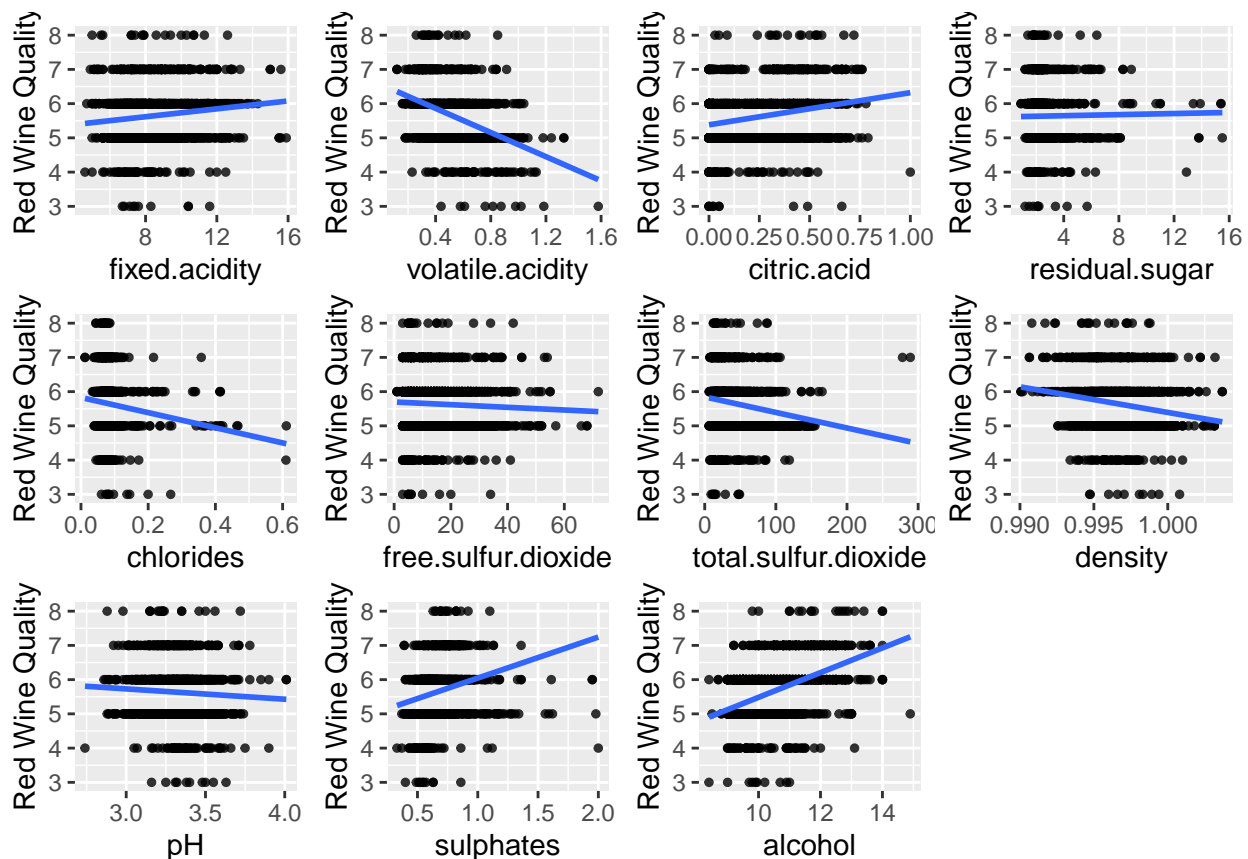 Red Wine Quality
8
7
6
5
4
3
8 12 16
fixed.acidity
Red Wine Quality
8
7
6
5
4
3
0.4 0.8 1.2 1.6
volatile.acidity
Red Wine Quality
8
7
6
5
4
3
0.00 0.25 0.50 0.75 1.00
citric.acid
Red Wine Quality
8
7
6
5
4
3
4 8 12 16
residual.sugar
Red Wine Quality
8
7
6
5
4
3
0.0 0.2 0.4 0.6
chlorides
Red Wine Quality
8
7
6
5
4
3
0 20 40 60
free.sulfur.dioxide
Red Wine Quality
8
7
6
5
4
3
0 100 200 300
total.sulfur.dioxide
Red Wine Quality
8
7
6
5
4
3
0.990 0.995 1.000
density
Red Wine Quality
8
7
6
5
4
3
3.0 3.5 4.0
pH
Red Wine Quality
8
7
6
5
4
3
0.5 1.0 1.5 2.0
sulphates
Red Wine Quality
8
7
6
5
4
3
10 12 14
alcohol